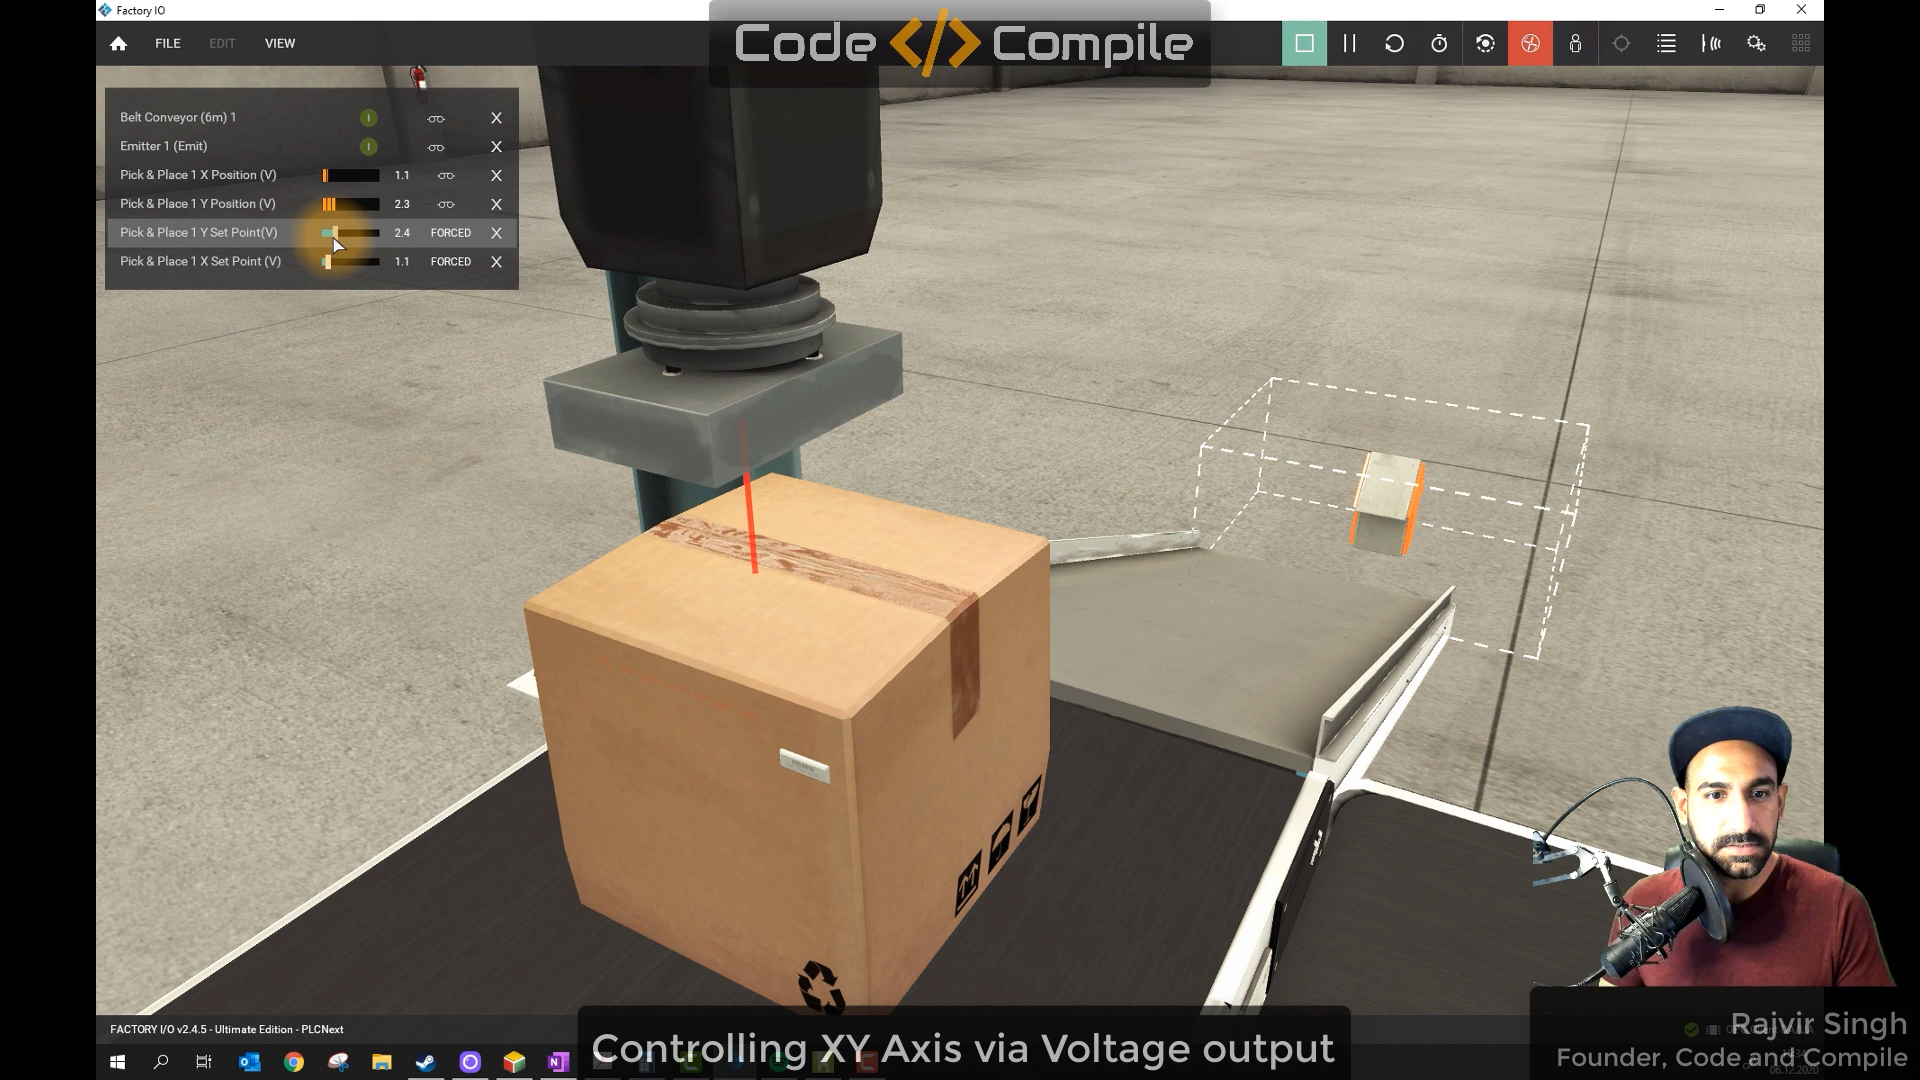 Factory IO
Code </> Compile
FILE EDIT VIEW
Belt Conveyor (6m) 1 X
Emitter 1 (Emit) X
Pick & Place 1 X Position (V) 1.1 X
Pick & Place 1 Y Position (V) 2.3 X
Pick & Place 1 Y Set Point(V) 2.4 FORCED X
Pick & Place 1 X Set Point (V) 1.1 FORCED X
FACTORY I/O v2.4.5 - Ultimate Edition - PLCNext
Controlling XY Axis via Voltage output
Rajvir Singh
Founder, Code and Compile
06.12.2020